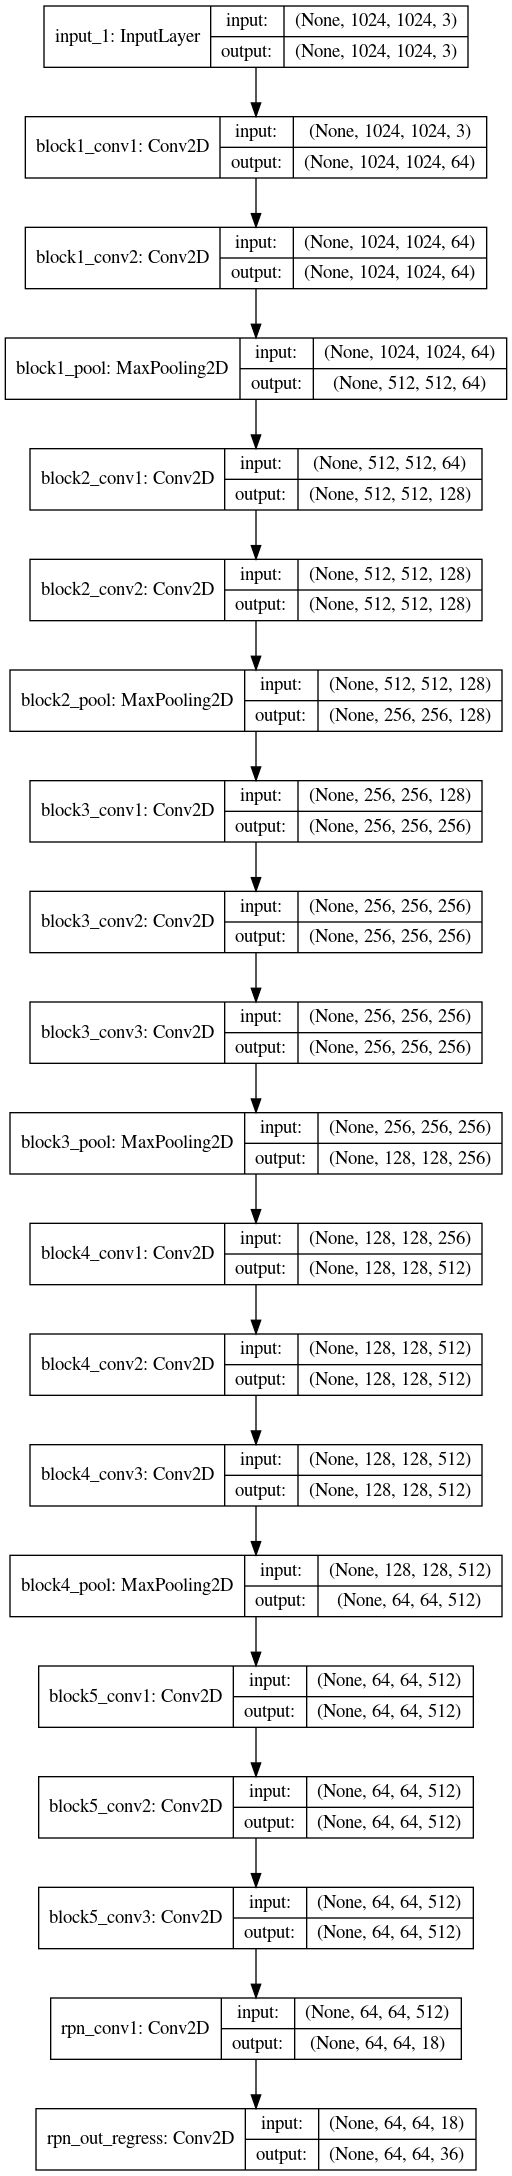 input_1: InputLayer
input: (None, 1024, 1024, 3)
output: (None, 1024, 1024, 3)
block1_conv1: Conv2D
input: (None, 1024, 1024, 3)
output: (None, 1024, 1024, 64)
block1_conv2: Conv2D
input: (None, 1024, 1024, 64)
output: (None, 1024, 1024, 64)
block1_pool: MaxPooling2D
input: (None, 1024, 1024, 64)
output: (None, 512, 512, 64)
block2_conv1: Conv2D
input: (None, 512, 512, 64)
output: (None, 512, 512, 128)
block2_conv2: Conv2D
input: (None, 512, 512, 128)
output: (None, 512, 512, 128)
block2_pool: MaxPooling2D
input: (None, 512, 512, 128)
output: (None, 256, 256, 128)
block3_conv1: Conv2D
input: (None, 256, 256, 128)
output: (None, 256, 256, 256)
block3_conv2: Conv2D
input: (None, 256, 256, 256)
output: (None, 256, 256, 256)
block3_conv3: Conv2D
input: (None, 256, 256, 256)
output: (None, 256, 256, 256)
block3_pool: MaxPooling2D
input: (None, 256, 256, 256)
output: (None, 128, 128, 256)
block4_conv1: Conv2D
input: (None, 128, 128, 256)
output: (None, 128, 128, 512)
block4_conv2: Conv2D
input: (None, 128, 128, 512)
output: (None, 128, 128, 512)
block4_conv3: Conv2D
input: (None, 128, 128, 512)
output: (None, 128, 128, 512)
block4_pool: MaxPooling2D
input: (None, 128, 128, 512)
output: (None, 64, 64, 512)
block5_conv1: Conv2D
input: (None, 64, 64, 512)
output: (None, 64, 64, 512)
block5_conv2: Conv2D
input: (None, 64, 64, 512)
output: (None, 64, 64, 512)
block5_conv3: Conv2D
input: (None, 64, 64, 512)
output: (None, 64, 64, 512)
rpn_conv1: Conv2D
input: (None, 64, 64, 512)
output: (None, 64, 64, 18)
rpn_out_regress: Conv2D
input: (None, 64, 64, 18)
output: (None, 64, 64, 36)